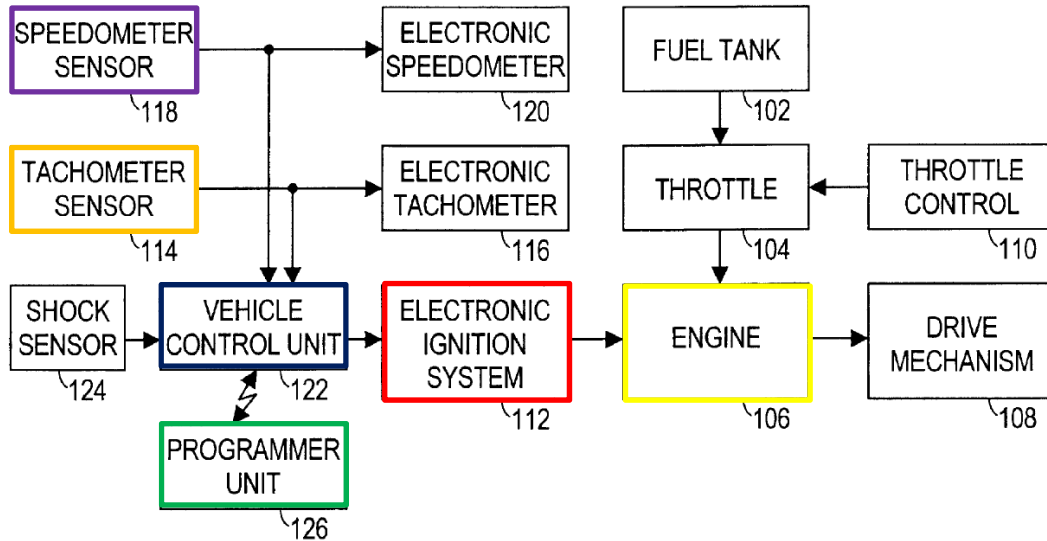 SPEEDOMETER
SENSOR
118
ELECTRONIC
SPEEDOMETER
120
FUEL TANK
102
TACHOMETER
SENSOR
114
ELECTRONIC
TACHOMETER
116
THROTTLE
104
THROTTLE
CONTROL
110
SHOCK
SENSOR
124
VEHICLE
CONTROL UNIT
122
ELECTRONIC
IGNITION
SYSTEM
112
ENGINE
106
DRIVE
MECHANISM
108
PROGRAMMER
UNIT
126